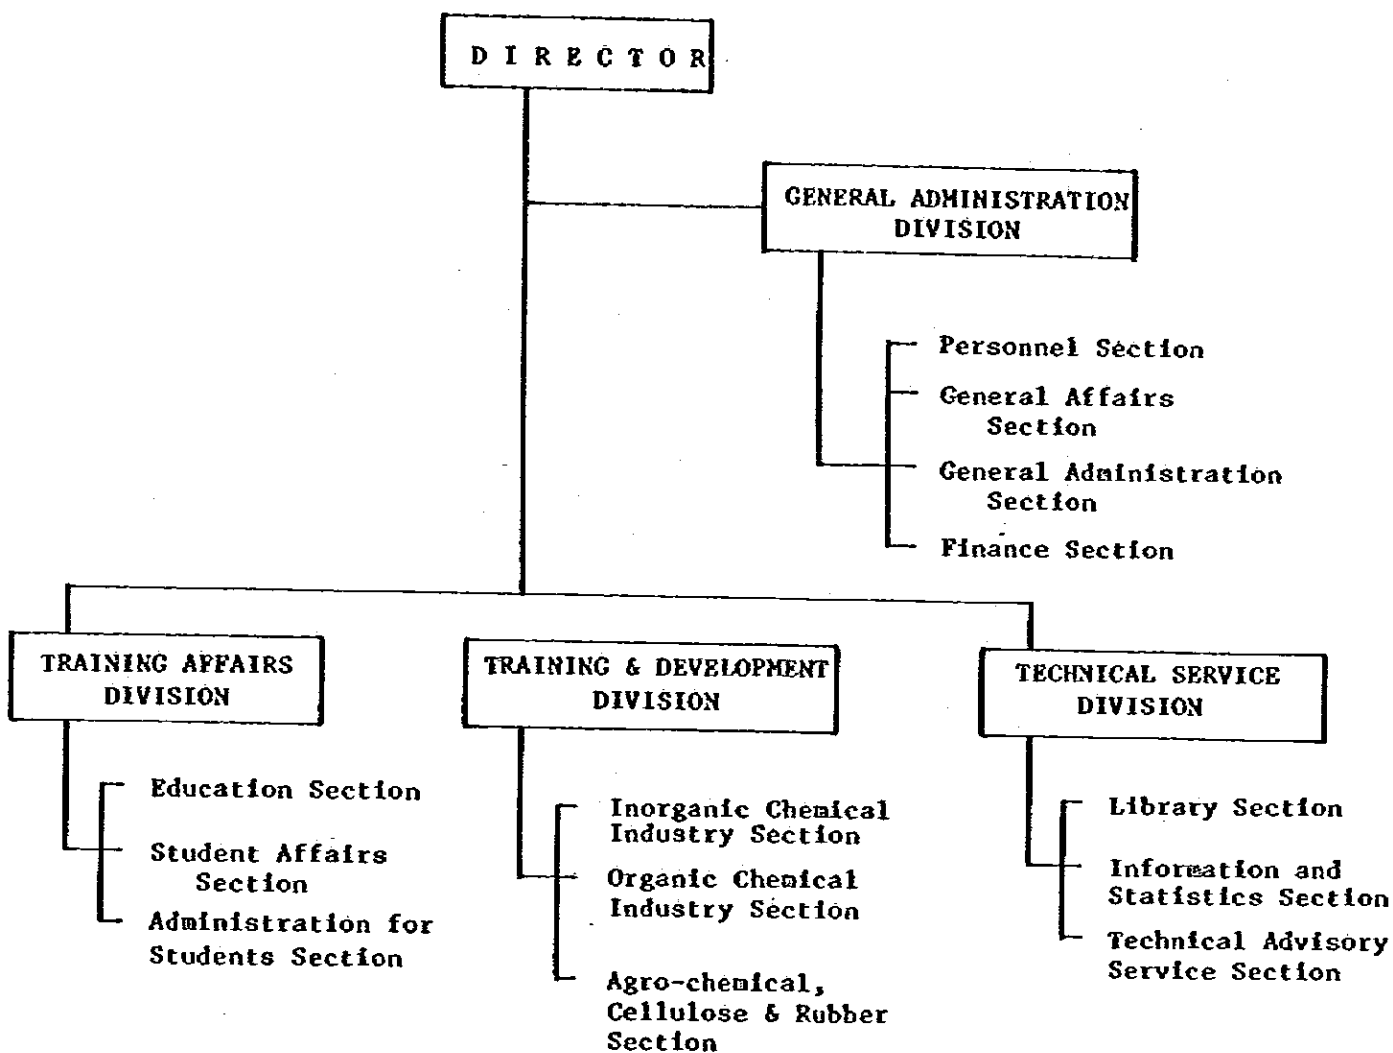 DIRECTOR
GENERAL ADMINISTRATION
DIVISION
Personnel Section
General Affairs
Section
General Administration
Section
Finance Section
TRAINING AFFAIRS
DIVISION
Education Section
Student Affairs
Section
Administration for
Students Section
TRAINING & DEVELOPMENT
DIVISION
Inorganic Chemical
Industry Section
Organic Chemical
Industry Section
Agro-chemical,
Cellulose & Rubber
Section
TECHNICAL SERVICE
DIVISION
Library Section
Information and
Statistics Section
Technical Advisory
Service Section